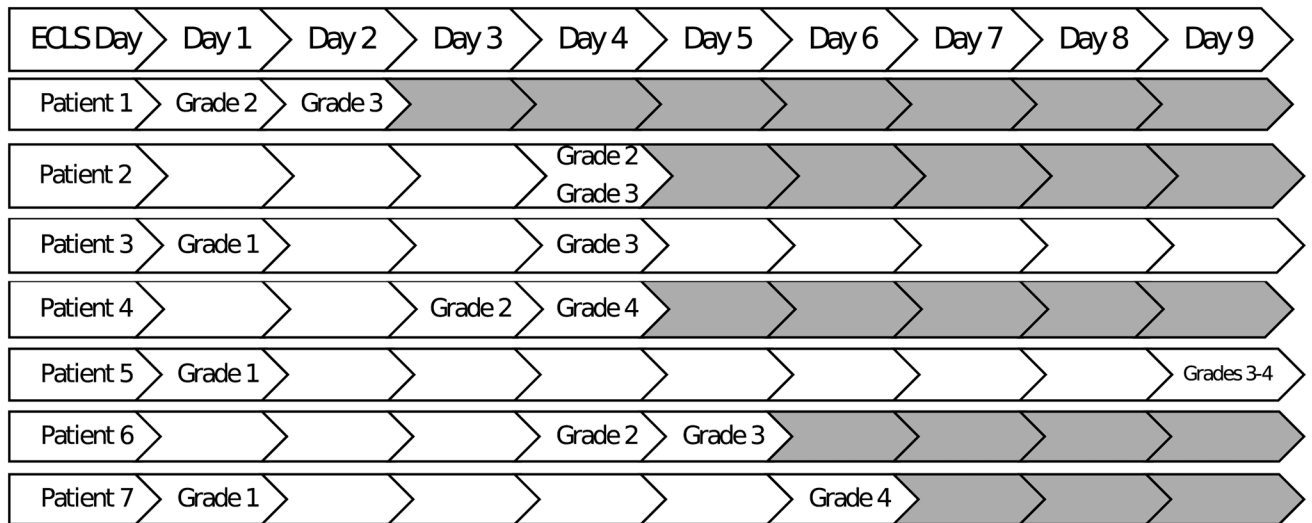 ECLS Day Day 1 Day 2 Day 3 Day 4 Day 5 Day 6 Day 7 Day 8 Day 9
Patient 1 Grade 2 Grade 3
Patient 2 Grade 2
Grade 3
Patient 3 Grade 1 Grade 3
Patient 4 Grade 2 Grade 4
Patient 5 Grade 1 Grades 3-4
Patient 6 Grade 2 Grade 3
Patient 7 Grade 1 Grade 4